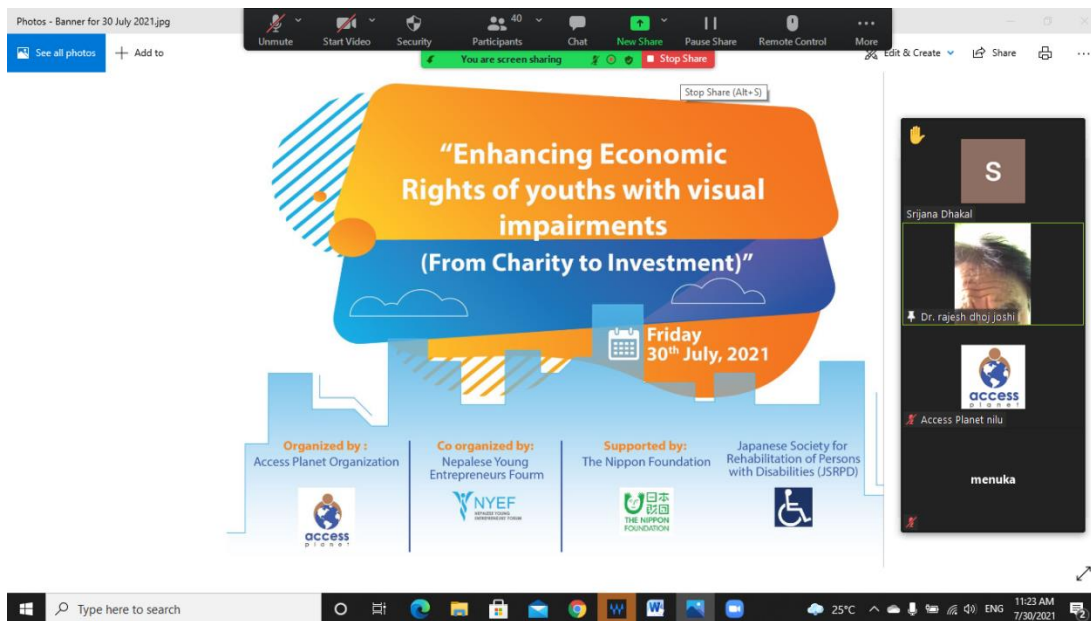 Photos - Banner for 30 July 2021.jpg
Unmute
Start Video
Security
40
Participants
Chat
New Share
Pause Share
Remote Control
More
See all photos
Add to
You are screen sharing
Stop Share
Edit & Create
Share
Stop Share (Alt+S)
“Enhancing Economic
Rights of youths with visual
impairments
(From Charity to Investment)”
Friday
30th July, 2021
Organized by :
Access Planet Organization
access
planet
Co organized by:
Nepalese Young
Entrepreneurs Fourm
NYEF
Supported by:
The Nippon Foundation
日本
財団
THE NIPPON
FOUNDATION
Japanese Society for
Rehabilitation of Persons
with Disabilities (JSRPD)
S
Srijana Dhakal
Dr. rajesh dhoj joshi
access
planet
Access Planet nilu
menuka
Type here to search
W
W
25°C
ENG
11:23 AM
7/30/2021
2